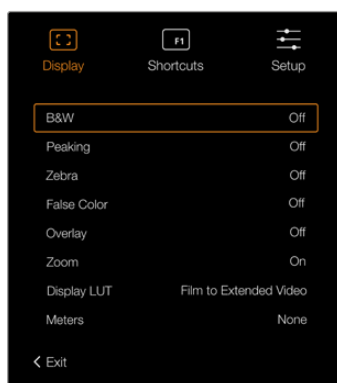 F1
Display Shortcuts Setup
B&W Off
Peaking Off
Zebra Off
False Color Off
Overlay Off
Zoom On
Display LUT Film to Extended Video
Meters None
Exit